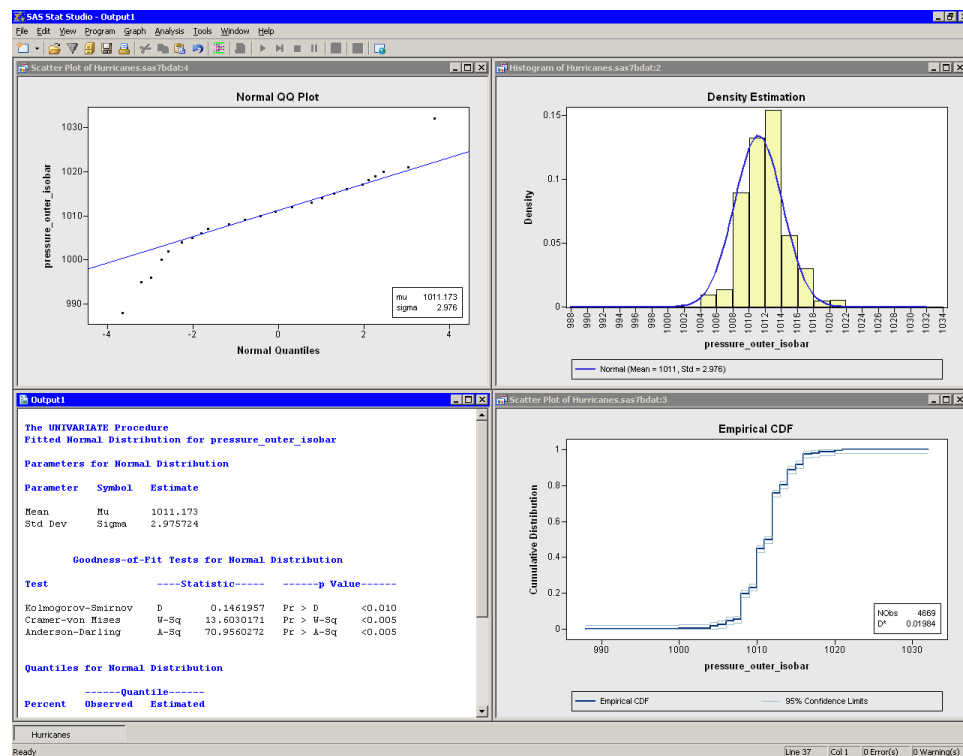 SAS Stat Studio - Output1
File Edit View Program Graph Analysis Tools Window Help
Scatter Plot of Hurricanes.sas7bdat:4
Normal QQ Plot
1030
1020
1010
1000
990
pressure_outer_isobar
-4 -2 0 2 4
Normal Quantiles
mu 1011.173
sigma 2.976
Histogram of Hurricanes.sas7bdat:2
Density Estimation
0.15
0.1
0.05
0
Density
988 990 992 994 996 998 1000 1002 1004 1006 1008 1010 1012 1014 1016 1018 1020 1022 1024 1026 1028 1030 1032 1034
pressure_outer_isobar
Normal (Mean = 1011, Std = 2.976)
Output1
The UNIVARIATE Procedure
Fitted Normal Distribution for pressure_outer_isobar
Parameters for Normal Distribution
Parameter Symbol Estimate
Mean Mu 1011.173
Std Dev Sigma 2.975724
Goodness-of-Fit Tests for Normal Distribution
Test ----Statistic----- ------p Value------
Kolmogorov-Smirnov D 0.1461957 Pr > D <0.010
Cramer-von Mises W-Sq 13.6030171 Pr > W-Sq <0.005
Anderson-Darling A-Sq 70.9560272 Pr > A-Sq <0.005
Quantiles for Normal Distribution
------Quantile------
Percent Observed Estimated
Scatter Plot of Hurricanes.sas7bdat:3
Empirical CDF
1
0.8
0.6
0.4
0.2
0
Cumulative Distribution
990 1000 1010 1020 1030
pressure_outer_isobar
NObs 4669
D* 0.01984
Empirical CDF 95% Confidence Limits
Hurricanes
Ready Line 37 Col 1 0 Error(s) 0 Warning(s)